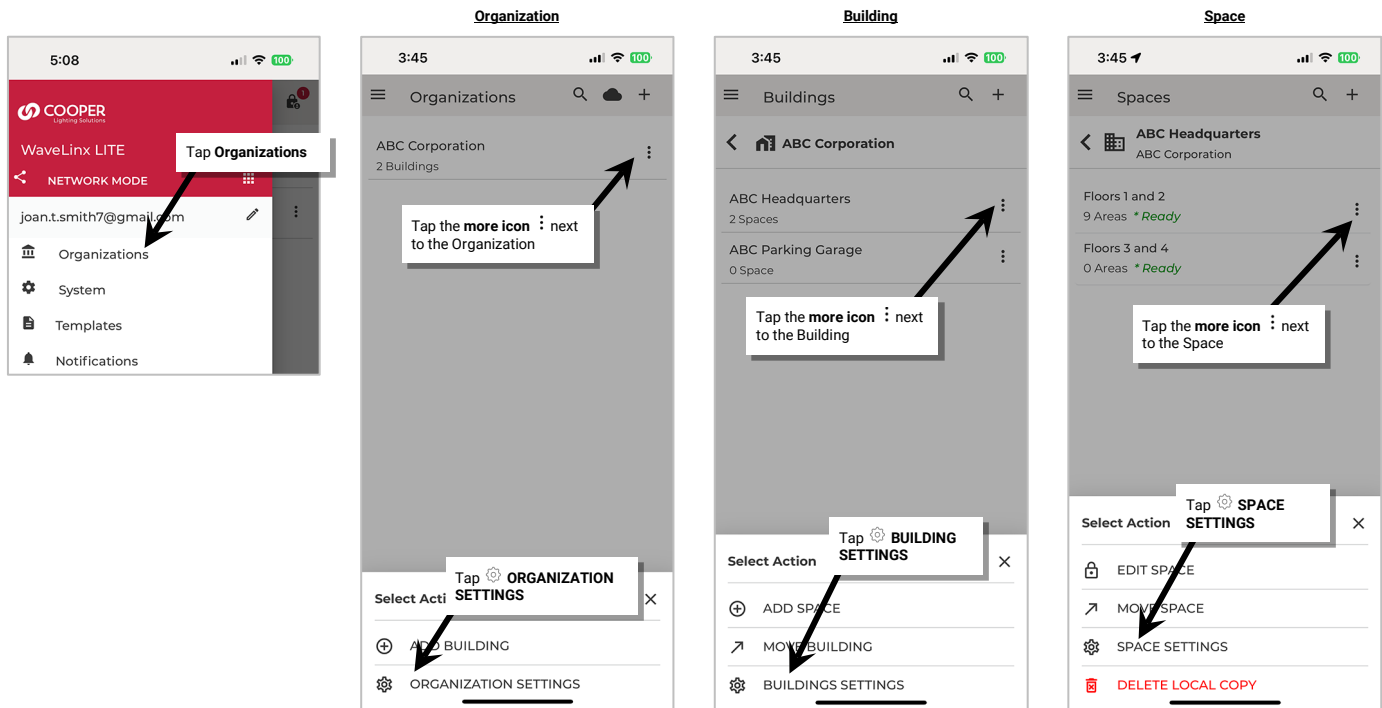 Organization
Building
Space
5:08
100
COOPER
Lighting Solutions
WaveLinx LITE
NETWORK MODE
1
Tap Organizations
joan.t.smith7@gmail.com
Organizations
System
Templates
Notifications
3:45
100
Organizations
ABC Corporation
2 Buildings
Tap the more icon ⋮ next
to the Organization
Tap ORGANIZATION
SETTINGS
Select Acti
ADD BUILDING
ORGANIZATION SETTINGS
3:45
100
Buildings
ABC Corporation
ABC Headquarters
2 Spaces
ABC Parking Garage
0 Space
Tap the more icon ⋮ next
to the Building
Tap BUILDING
SETTINGS
Select Action
ADD SPACE
MOVE BUILDING
BUILDINGS SETTINGS
3:45
100
Spaces
ABC Headquarters
ABC Corporation
Floors 1 and 2
9 Areas * Ready
Floors 3 and 4
0 Areas * Ready
Tap the more icon ⋮ next
to the Space
Tap SPACE
SETTINGS
Select Action
EDIT SPACE
MOVE SPACE
SPACE SETTINGS
DELETE LOCAL COPY